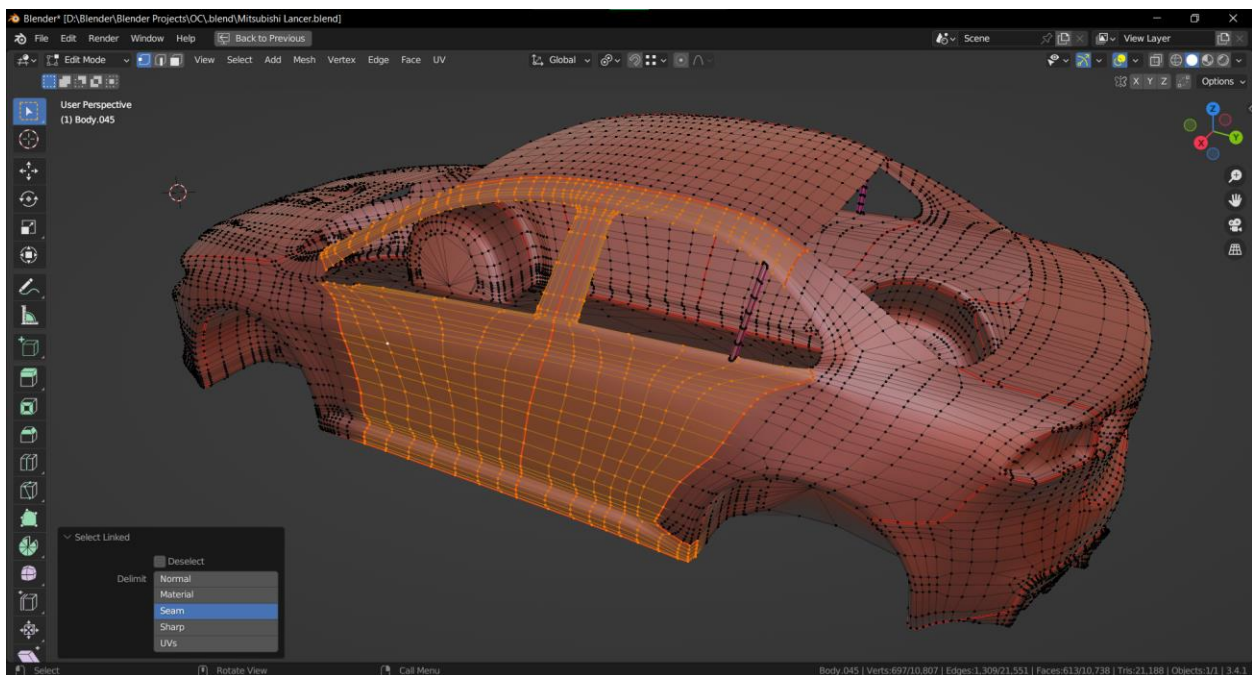 Blender* [D:\Blender\Blender Projects\OC\.blend\Mitsubishi Lancer.blend]
File Edit Render Window Help Back to Previous Scene View Layer
Edit Mode View Select Add Mesh Vertex Edge Face UV Global
X Y Z Options
User Perspective
(1) Body.045
Z
X Y
Select Linked
Deselect
Delimit Normal
Material
Seam
Sharp
UVs
Select Rotate View Call Menu Body.045 | Verts:697/10,807 | Edges:1,309/21,551 | Faces:613/10,738 | Tris:21,188 | Objects:1/1 | 3.4.1